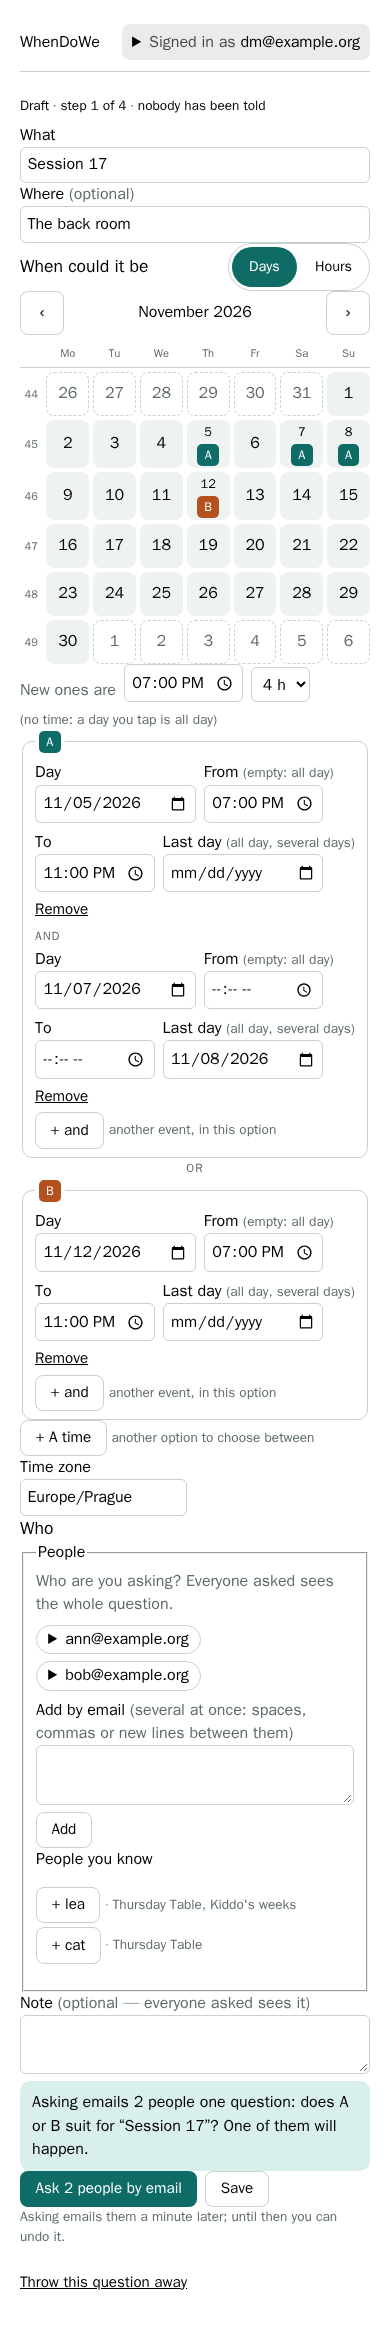 WhenDoWe ▶ Signed in as dm@example.org
Draft · step 1 of 4 · nobody has been told
What
Session 17
Where (optional)
The back room
When could it be Days Hours
‹ November 2026 ›
Mo Tu We Th Fr Sa Su
44 26 27 28 29 30 31 1
45 2 3 4 5 A 6 7 A 8 A
46 9 10 11 12 B 13 14 15
47 16 17 18 19 20 21 22
48 23 24 25 26 27 28 29
49 30 1 2 3 4 5 6
New ones are 07:00 PM 4 h
(no time: a day you tap is all day)
A
Day From (empty: all day)
11/05/2026 07:00 PM
To Last day (all day, several days)
11:00 PM mm/dd/yyyy
Remove
AND
Day From (empty: all day)
11/07/2026 --:-- --
To Last day (all day, several days)
--:-- -- 11/08/2026
Remove
+ and another event, in this option
OR
B
Day From (empty: all day)
11/12/2026 07:00 PM
To Last day (all day, several days)
11:00 PM mm/dd/yyyy
Remove
+ and another event, in this option
+ A time another option to choose between
Time zone
Europe/Prague
Who
People
Who are you asking? Everyone asked sees
the whole question.
▶ ann@example.org
▶ bob@example.org
Add by email (several at once: spaces,
commas or new lines between them)
Add
People you know
+ lea · Thursday Table, Kiddo's weeks
+ cat · Thursday Table
Note (optional — everyone asked sees it)
Asking emails 2 people one question: does A
or B suit for “Session 17”? One of them will
happen.
Ask 2 people by email Save
Asking emails them a minute later; until then you can
undo it.
Throw this question away